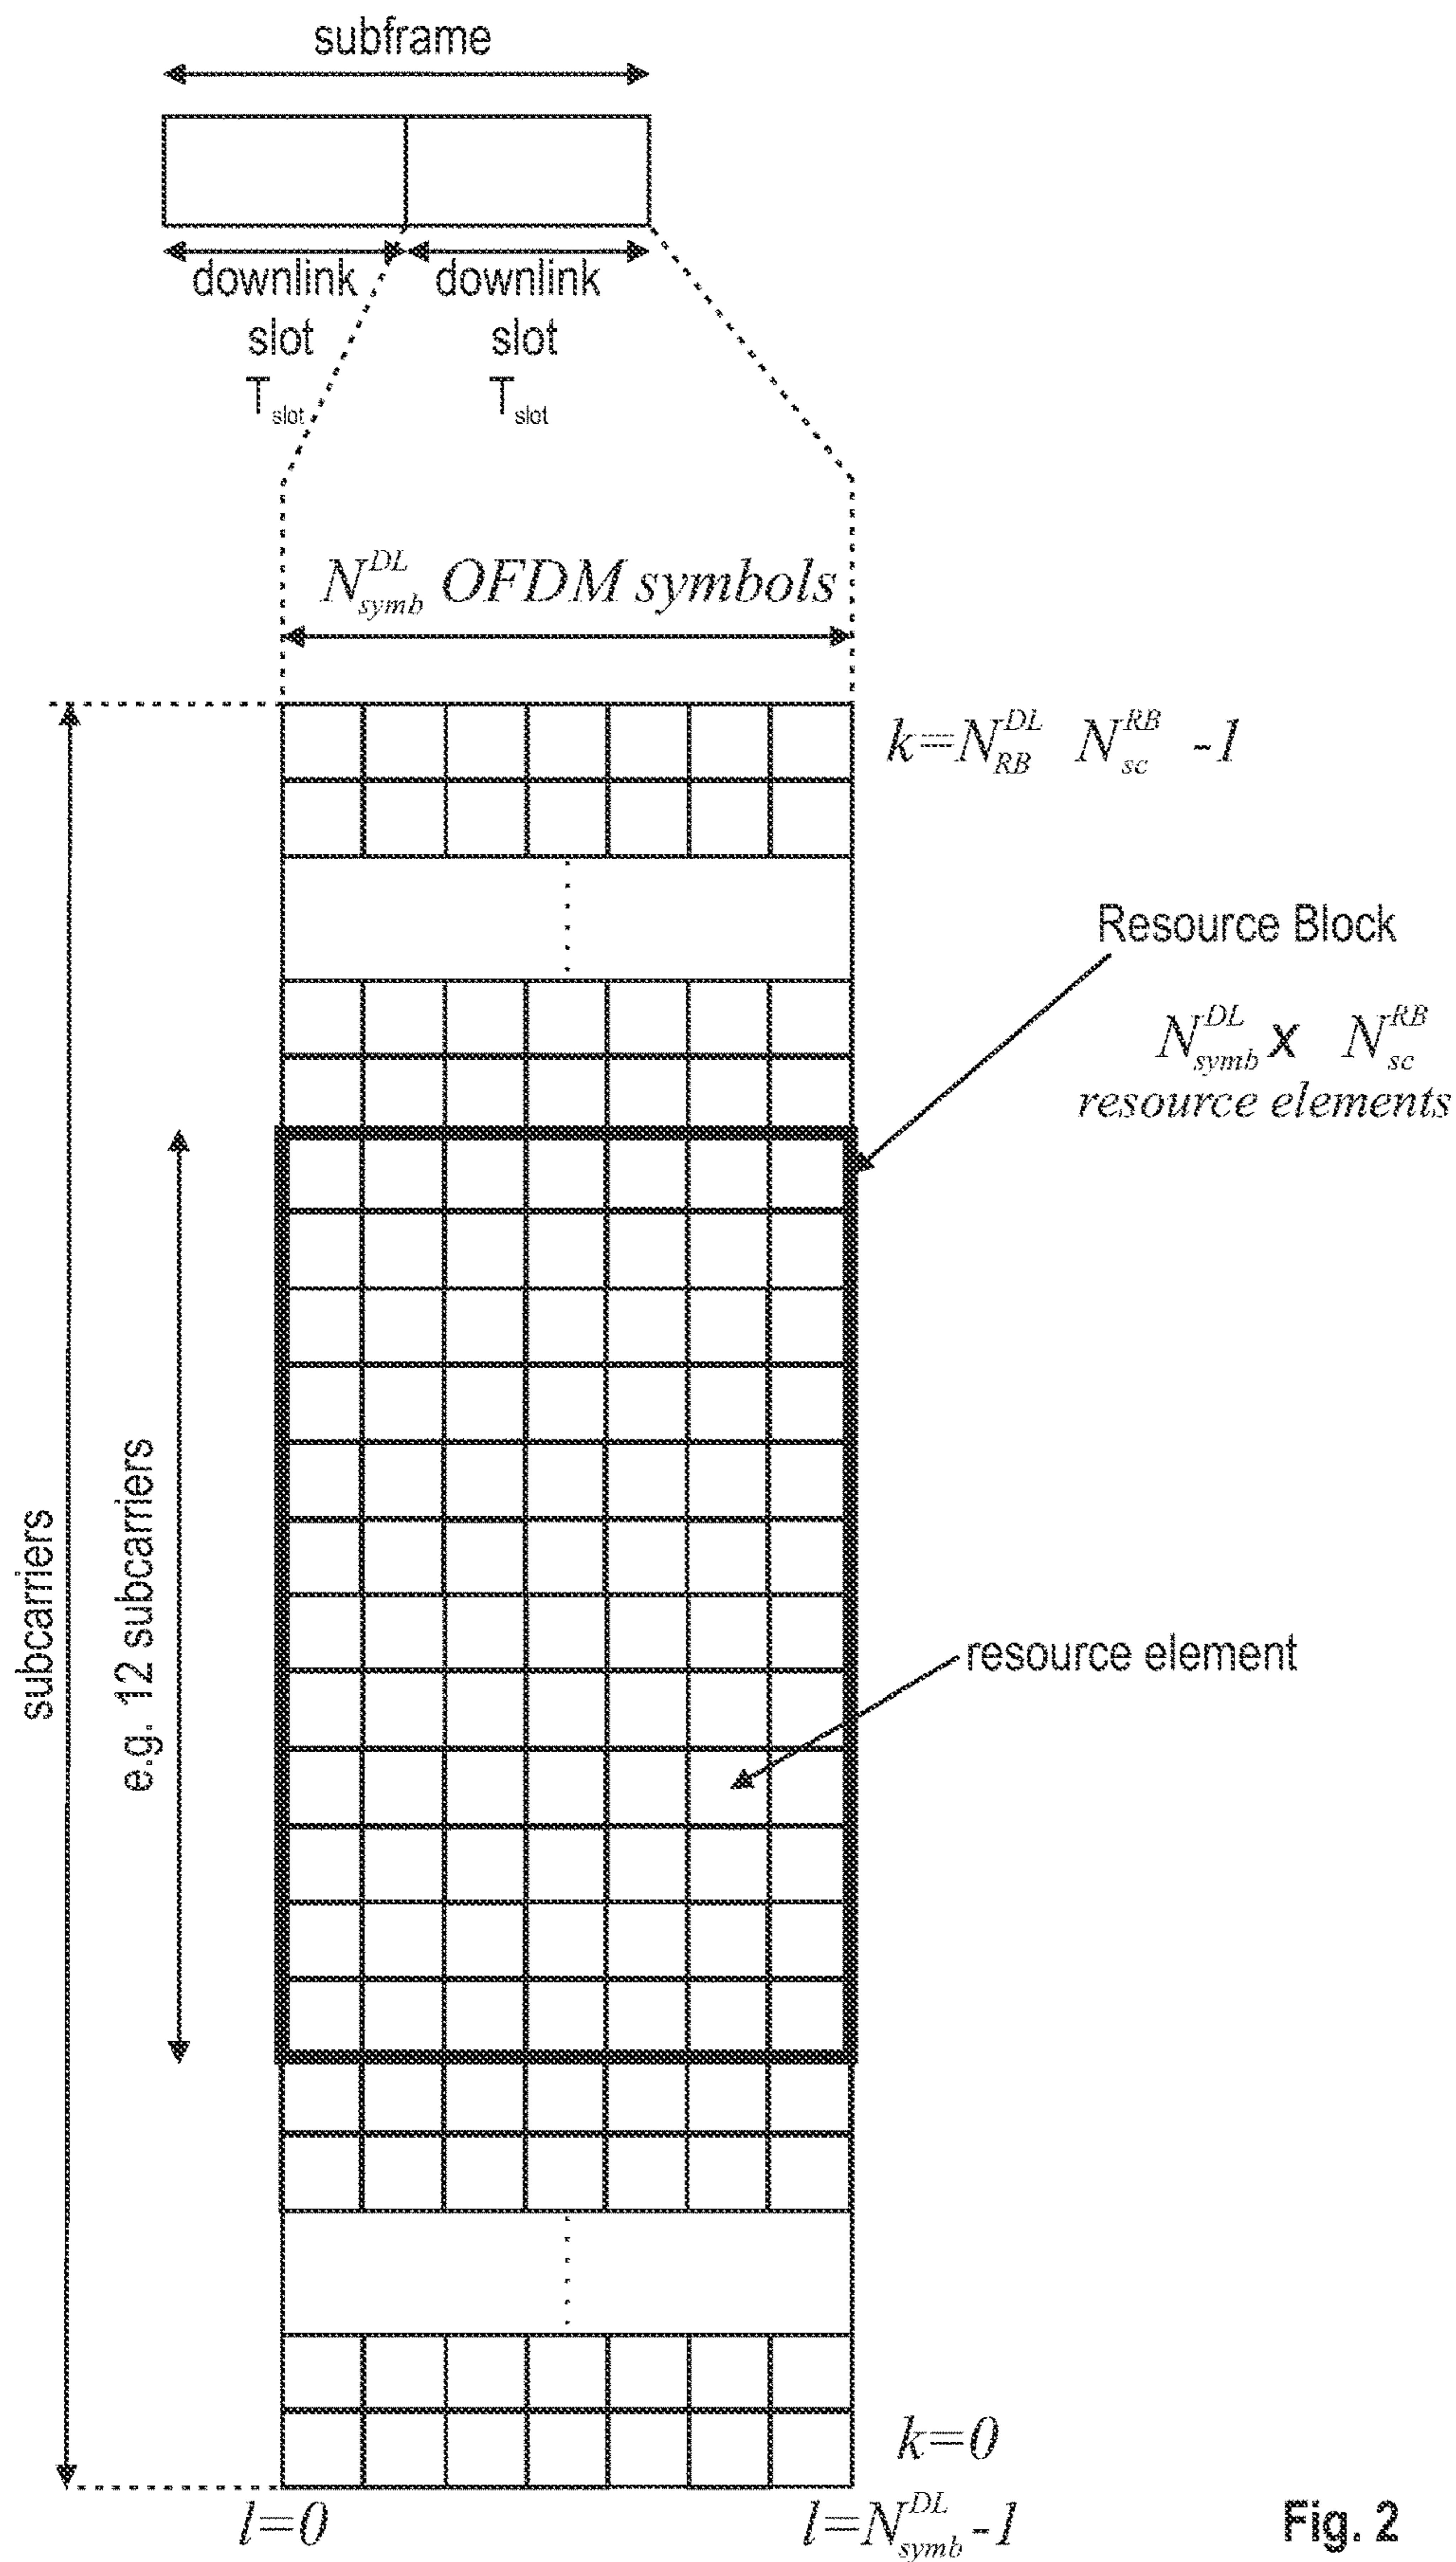 subframe
downlink downlink
slot slot
T_slot T_slot
N_symb^DL OFDM symbols
k=N_RB^DL N_sc^RB -1
Resource Block
N_symb^DL x N_sc^RB
resource elements
subcarriers
e.g. 12 subcarriers
resource element
k=0
l=0
l=N_symb^DL-1
Fig. 2